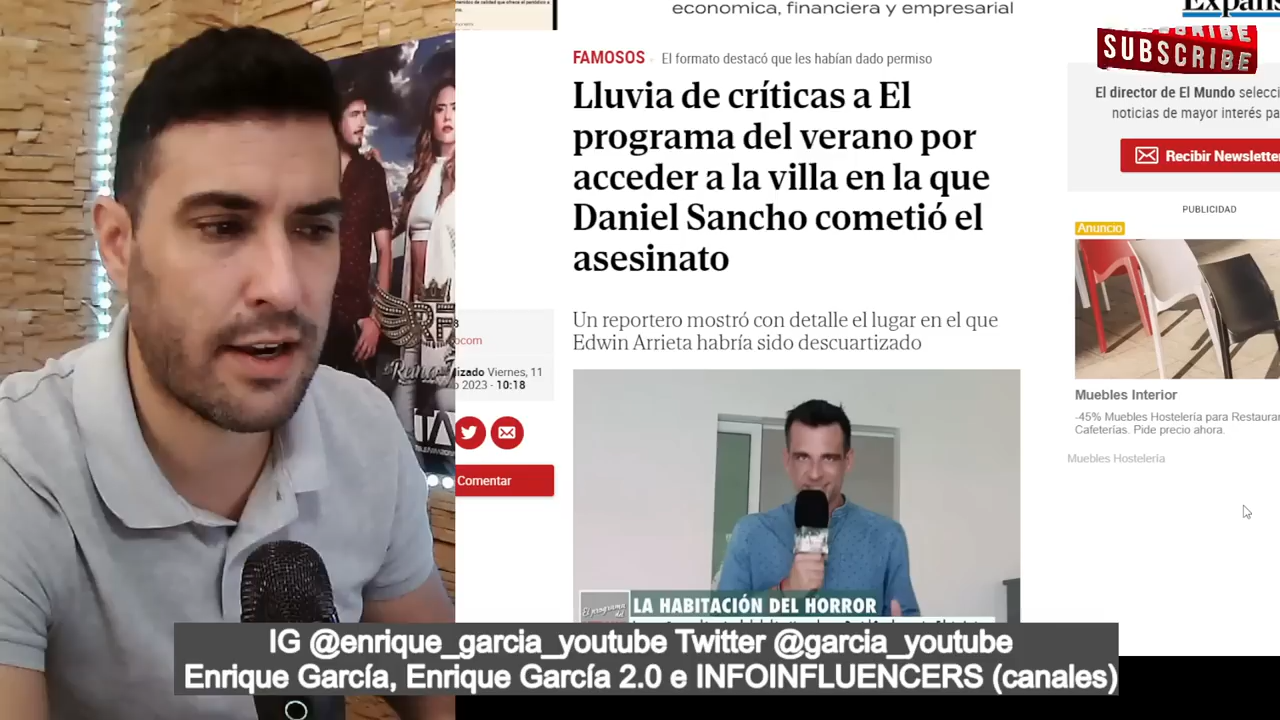 economica, financiera y empresarial
SUBSCRIBE
FAMOSOS
El formato destacó que les habían dado permiso
Lluvia de críticas a El
programa del verano por
acceder a la villa en la que
Daniel Sancho cometió el
asesinato
Un reportero mostró con detalle el lugar en el que
Edwin Arrieta habría sido descuartizado
Viernes, 11
2023 - 10:18
Comentar
El director de El Mundo
noticias de mayor interés
Recibir Newsletter
PUBLICIDAD
Anuncio
Muebles Interior
-45% Muebles Hostelería para
Cafeterías. Pide precio ahora.
Muebles Hostelería
El programa
del
LA HABITACIÓN DEL HORROR
IG @enrique_garcia_youtube Twitter @garcia_youtube
Enrique García, Enrique García 2.0 e INFOINFLUENCERS (canales)